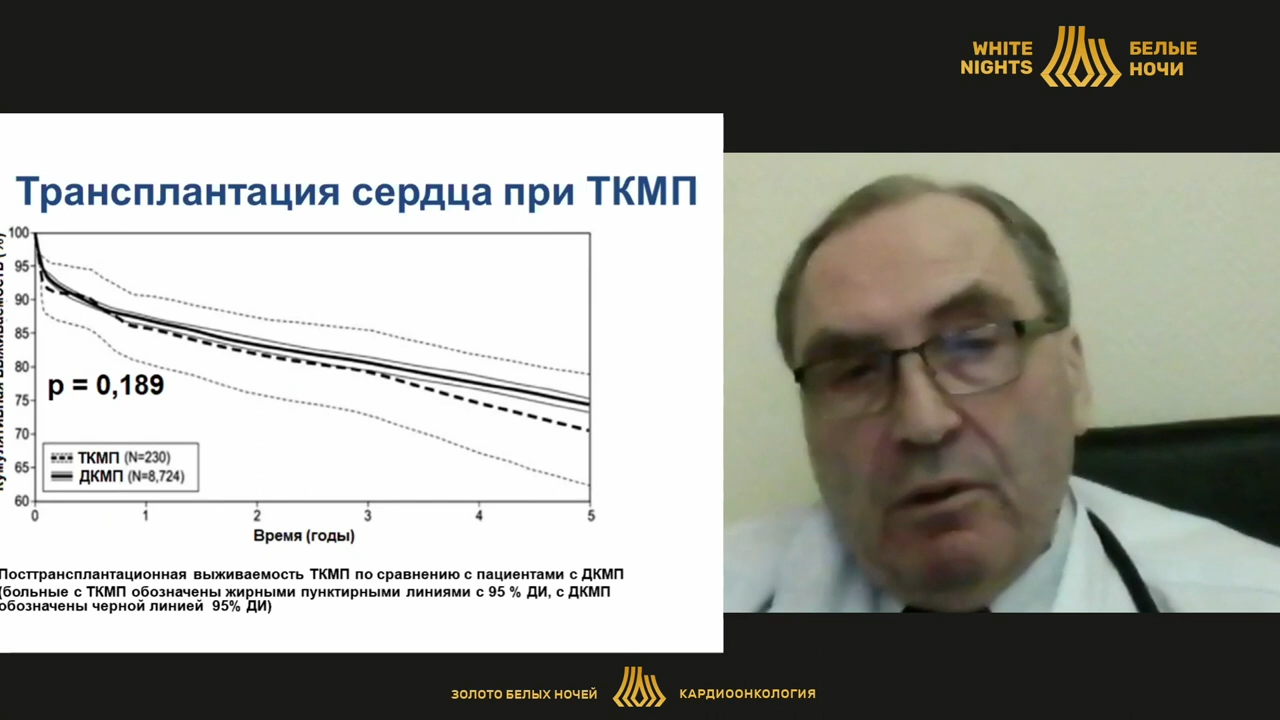 WHITE
NIGHTS
БЕЛЫЕ
НОЧИ
Трансплантация сердца при ТКМП
100
95
90
85
80
75
70
65
60
p = 0,189
ТКМП (N=230)
ДКМП (N=8,724)
0 1 2 3 4 5
Время (годы)
Посттрансплантационная выживаемость ТКМП по сравнению с пациентами с ДКМП
(больные с ТКМП обозначены жирными пунктирными линиями с 95 % ДИ, с ДКМП
обозначены черной линией 95% ДИ)
ЗОЛОТО БЕЛЫХ НОЧЕЙ
КАРДИООНКОЛОГИЯ